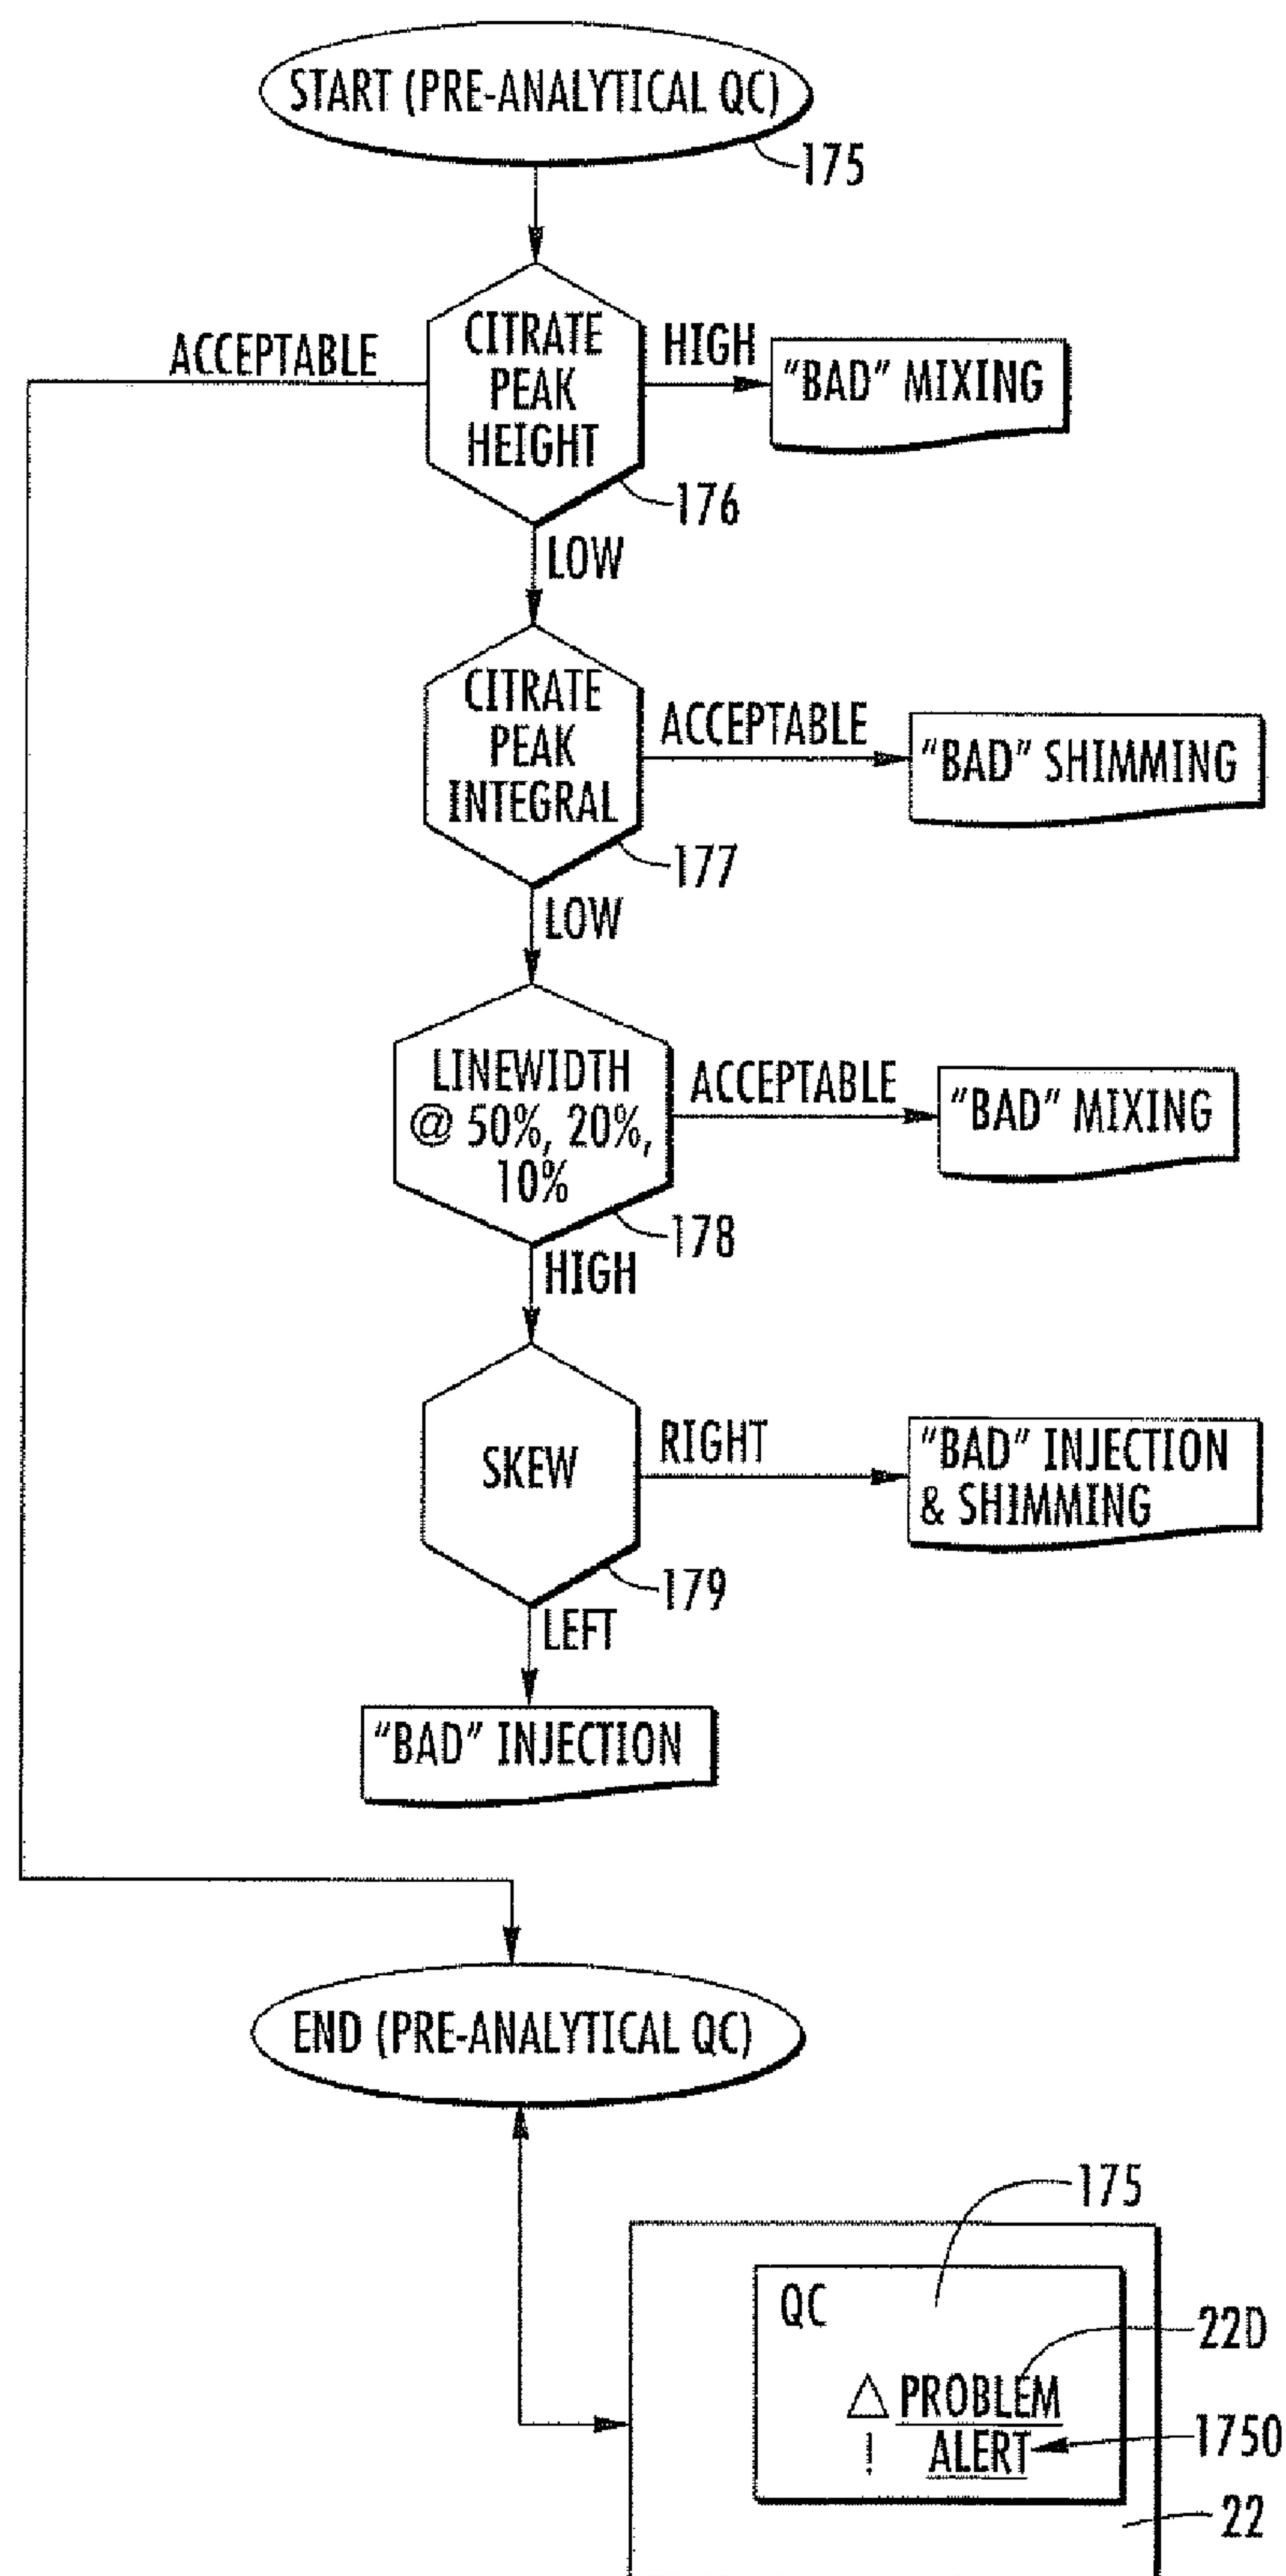 START (PRE-ANALYTICAL QC)
175
CITRATE
PEAK
HEIGHT
176
ACCEPTABLE
HIGH
"BAD" MIXING
LOW
CITRATE
PEAK
INTEGRAL
177
ACCEPTABLE
"BAD" SHIMMING
LOW
LINEWIDTH
@ 50%, 20%,
10%
178
ACCEPTABLE
"BAD" MIXING
HIGH
SKEW
179
RIGHT
"BAD" INJECTION
& SHIMMING
LEFT
"BAD" INJECTION
END (PRE-ANALYTICAL QC)
175
QC
22D
PROBLEM
! ALERT
1750
22